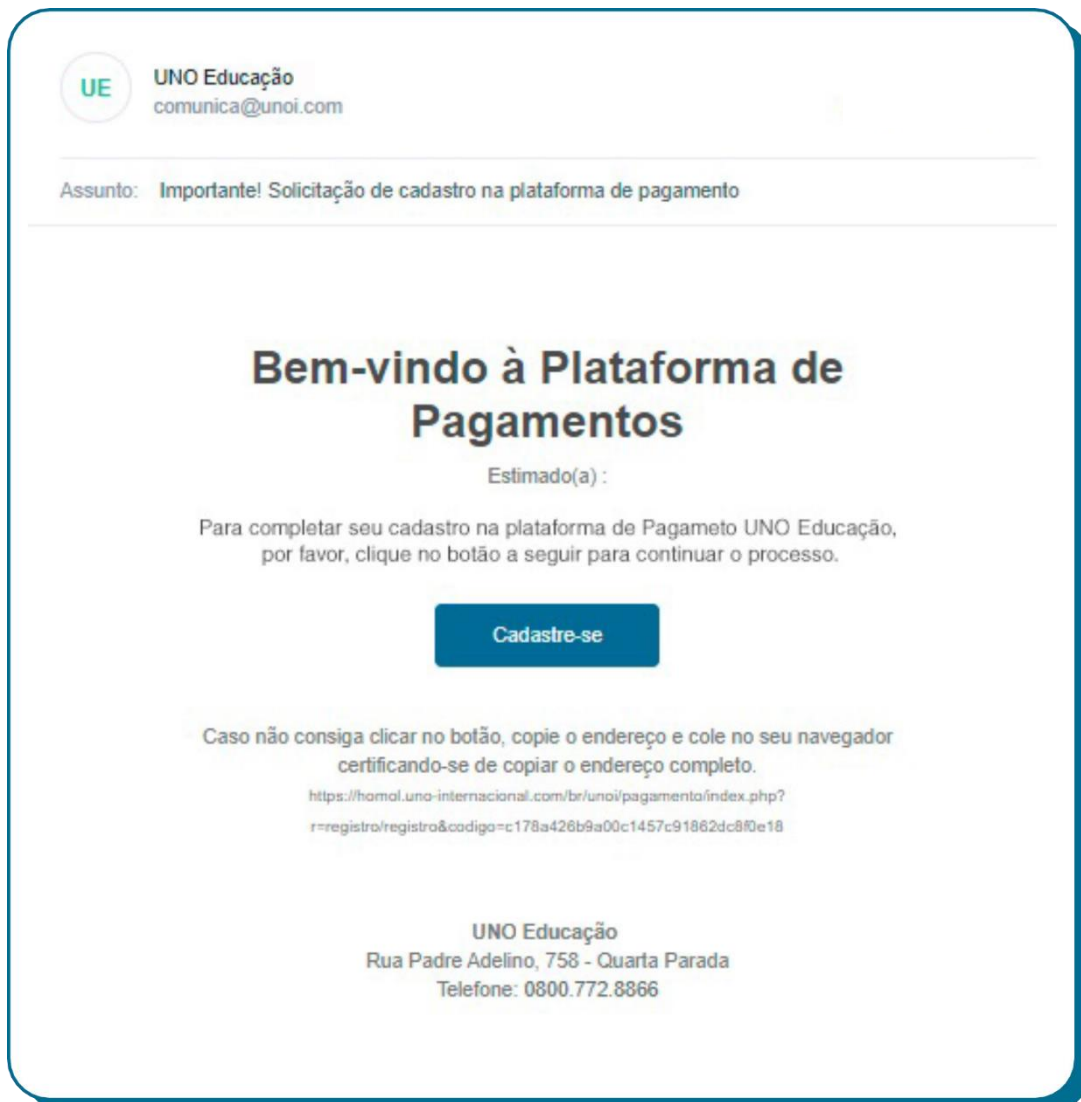 UE
UNO Educação
comunica@unoi.com
Assunto: Importante! Solicitação de cadastro na plataforma de pagamento
Bem-vindo à Plataforma de
Pagamentos
Estimado(a) :
Para completar seu cadastro na plataforma de Pagameto UNO Educação,
por favor, clique no botão a seguir para continuar o processo.
Cadastre-se
Caso não consiga clicar no botão, copie o endereço e cole no seu navegador
certificando-se de copiar o endereço completo.
https://homol.uno-internacional.com/br/unoi/pagamento/index.php?
r=registro/registro&codigo=c178a426b9a00c1457c91862dc8f0e18
UNO Educação
Rua Padre Adelino, 758 - Quarta Parada
Telefone: 0800.772.8866